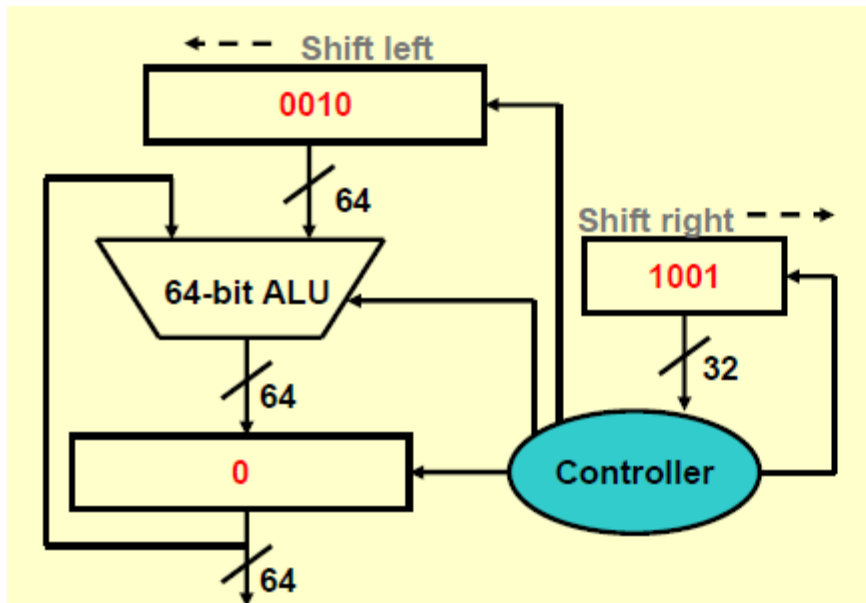 Shift left
0010
64
Shift right
1001
64-bit ALU
32
64
Controller
0
64